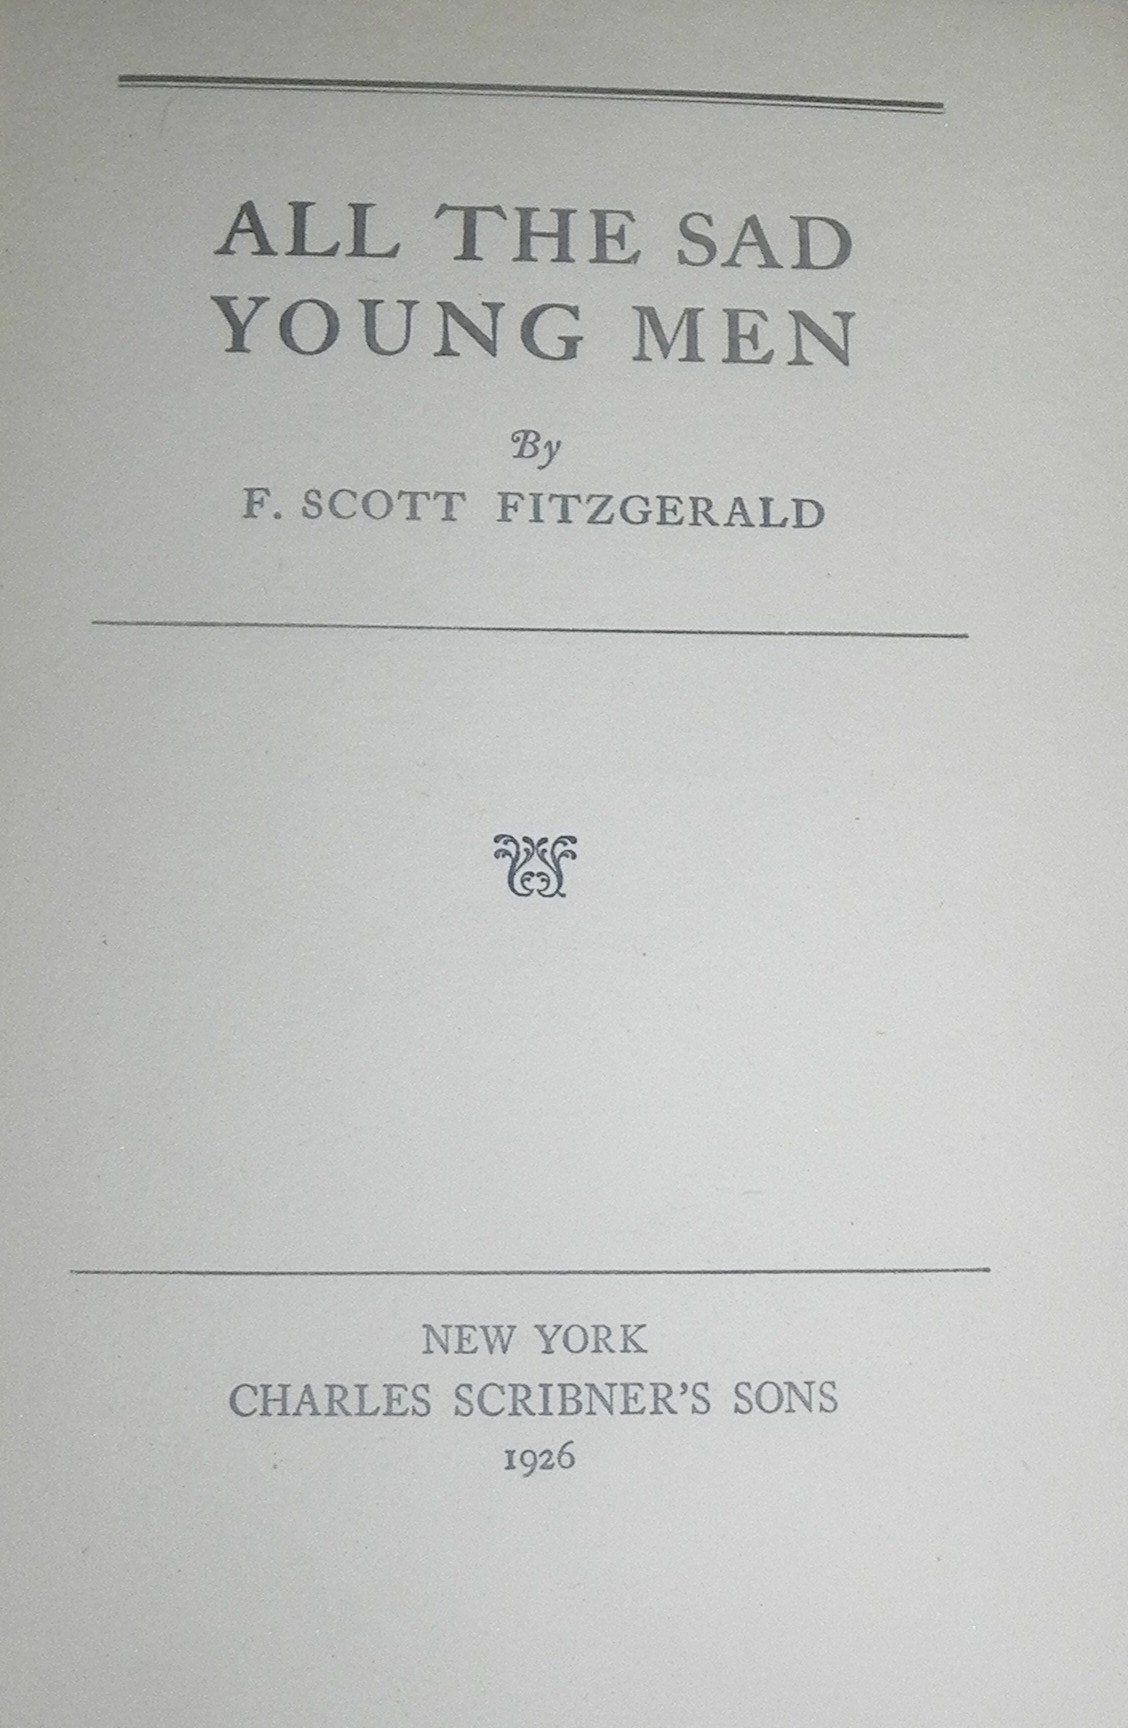 ALL THE SAD
YOUNG MEN
By
F. SCOTT FITZGERALD
NEW YORK
CHARLES SCRIBNER'S SONS
1926